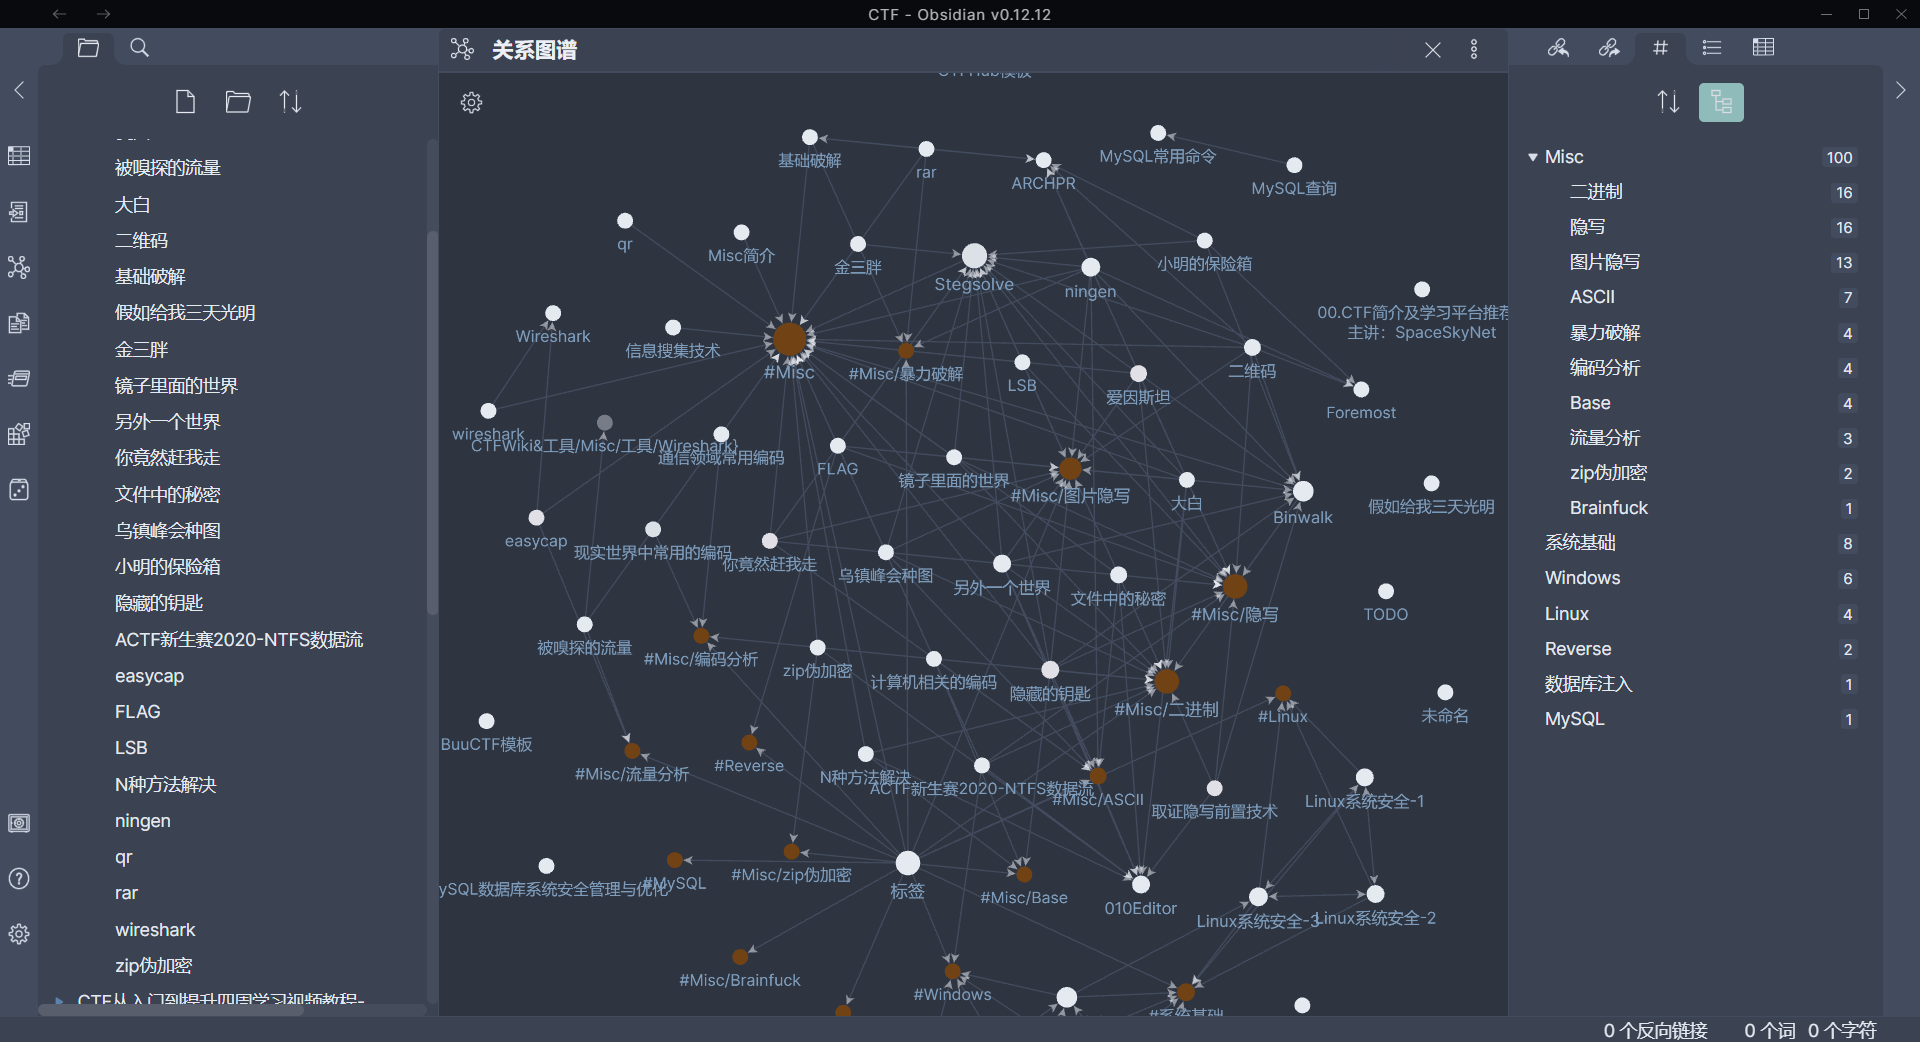 CTF - Obsidian v0.12.12
关系图谱
被嗅探的流量
大白
二维码
基础破解
假如给我三天光明
金三胖
镜子里面的世界
另外一个世界
你竟然赶我走
文件中的秘密
乌镇峰会种图
小明的保险箱
隐藏的钥匙
ACTF新生赛2020-NTFS数据流
easycap
FLAG
LSB
N种方法解决
ningen
qr
rar
wireshark
zip伪加密
CTF从入门到提升四周学习视频教程-
CTFHub模板
基础破解
rar
ARCHPR
MySQL常用命令
MySQL查询
qr
Misc简介
金三胖
Stegsolve
ningen
小明的保险箱
00.CTF简介及学习平台推荐
主讲：SpaceSkyNet
Wireshark
信息搜集技术
#Misc
#Misc/暴力破解
LSB
爱因斯坦
二维码
Foremost
wireshark
CTFWiki&工具/Misc/工具/Wireshark}
通信领域常用编码
FLAG
镜子里面的世界
#Misc/图片隐写
大白
Binwalk
假如给我三天光明
easycap
现实世界中常用的编码
你竟然赶我走
乌镇峰会种图
另外一个世界
文件中的秘密
#Misc/隐写
TODO
被嗅探的流量
#Misc/编码分析
zip伪加密
计算机相关的编码
隐藏的钥匙
#Misc/二进制
#Linux
未命名
BuuCTF模板
#Misc/流量分析
#Reverse
N种方法解决
ACTF新生赛2020-NTFS数据流
#Misc/ASCII
取证隐写前置技术
Linux系统安全-1
ySQL数据库系统安全管理与优化
#MySQL
#Misc/zip伪加密
标签
#Misc/Base
010Editor
Linux系统安全-3
Linux系统安全-2
#Misc/Brainfuck
#Windows
#系统基础
Misc 100
二进制 16
隐写 16
图片隐写 13
ASCII 7
暴力破解 4
编码分析 4
Base 4
流量分析 3
zip伪加密 2
Brainfuck 1
系统基础 8
Windows 6
Linux 4
Reverse 2
数据库注入 1
MySQL 1
0 个反向链接 0 个词 0 个字符